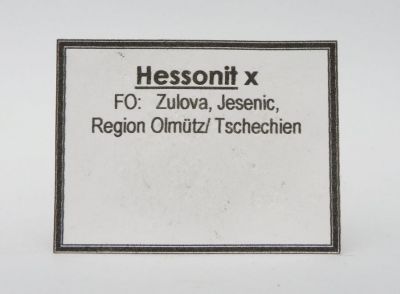 Hessonit x
FO: Zulova, Jesenic,
Region Olmütz/ Tschechien